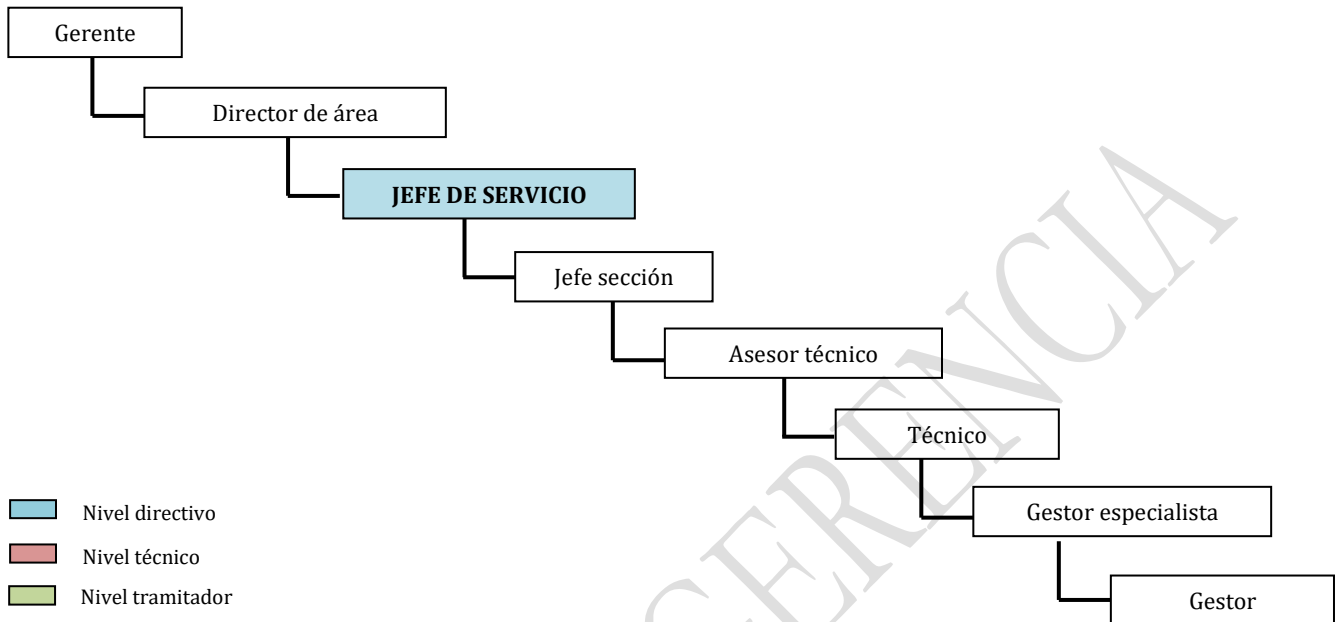 Gerente
Director de área
JEFE DE SERVICIO
Jefe sección
Asesor técnico
Técnico
Gestor especialista
Gestor
Nivel directivo
Nivel técnico
Nivel tramitador
GERENCIA